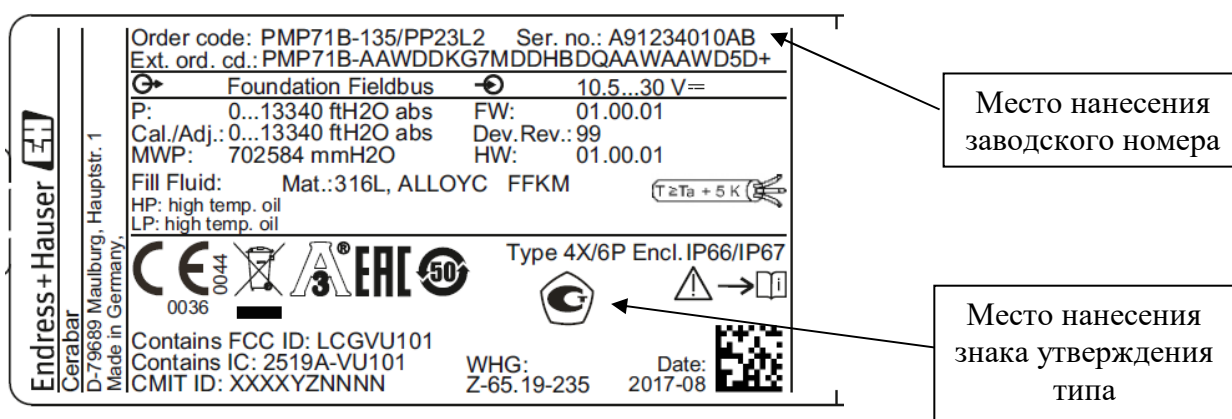 Order code: PMP71B-135/PP23L2 Ser. no.: A91234010AB
Ext. ord. cd.: PMP71B-AAWDDKG7MDDHBDQAAWAAWD5D+
Foundation Fieldbus 10.5...30 V
P: 0...13340 ftH2O abs FW: 01.00.01
Cal./Adj.: 0...13340 ftH2O abs Dev.Rev.: 99
MWP: 702584 mmH2O HW: 01.00.01
Fill Fluid: Mat.:316L, ALLOYC FFKM
T ≥Ta + 5 K
HP: high temp. oil
LP: high temp. oil
Type 4X/6P Encl. IP66/IP67
CE 0044 A3® EAC 50
0036
i
Contains FCC ID: LCGVU101
Contains IC: 2519A-VU101
CMIT ID: XXXXYZNNNN
WHG:
Z-65.19-235
Date:
2017-08
Endress+Hauser EH
Cerabar
D-79689 Maulburg, Hauptstr. 1
Made in Germany,
Место нанесения
заводского номера
Место нанесения
знака утверждения
типа